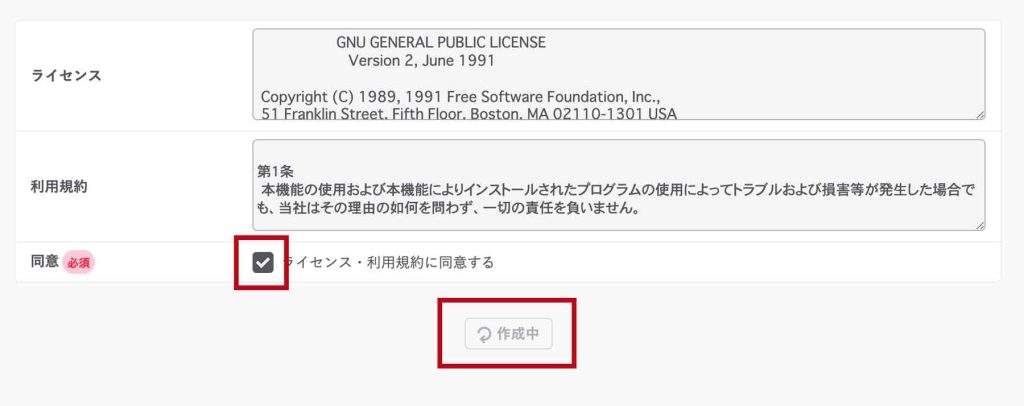 ライセンス
GNU GENERAL PUBLIC LICENSE
Version 2, June 1991
Copyright (C) 1989, 1991 Free Software Foundation, Inc.,
51 Franklin Street, Fifth Floor, Boston, MA 02110-1301 USA
利用規約
第1条
本機能の使用および本機能によりインストールされたプログラムの使用によってトラブルおよび損害等が発生した場合で
も、当社はその理由の如何を問わず、一切の責任を負いません。
同意 必須
ライセンス・利用規約に同意する
作成中